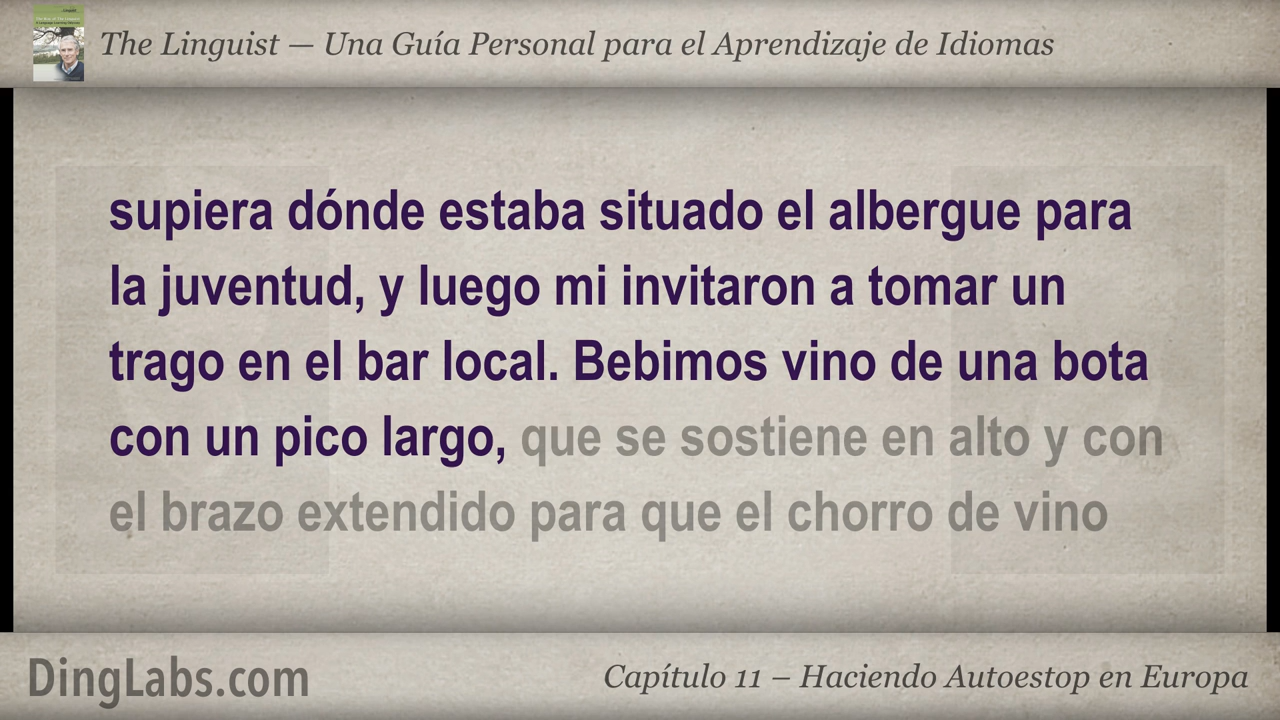 The Linguist — Una Guía Personal para el Aprendizaje de Idiomas
supiera dónde estaba situado el albergue para
la juventud, y luego mi invitaron a tomar un
trago en el bar local. Bebimos vino de una bota
con un pico largo, que se sostiene en alto y con
el brazo extendido para que el chorro de vino
DingLabs.com
Capítulo 11 – Haciendo Autoestop en Europa